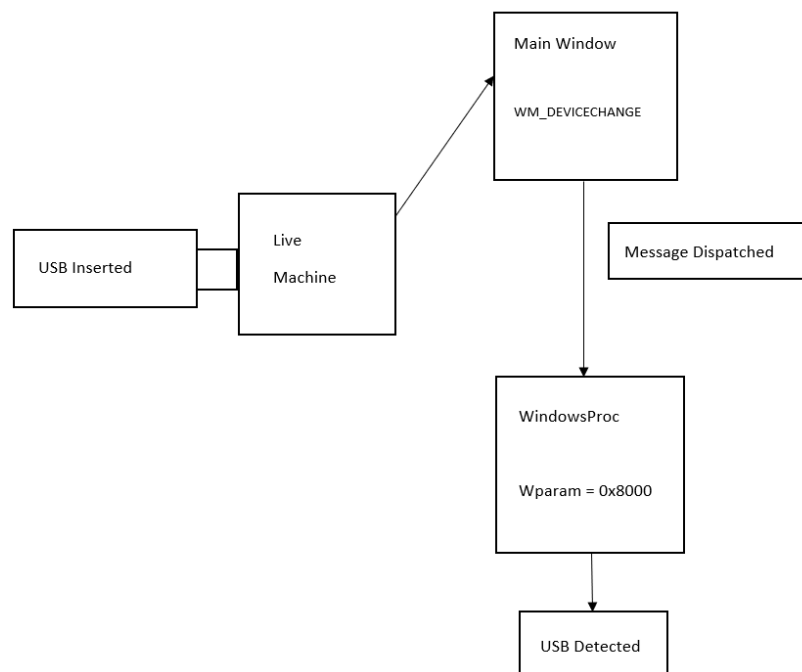 Main Window
WM_DEVICECHANGE
USB Inserted
Live
Machine
Message Dispatched
WindowsProc
Wparam = 0x8000
USB Detected